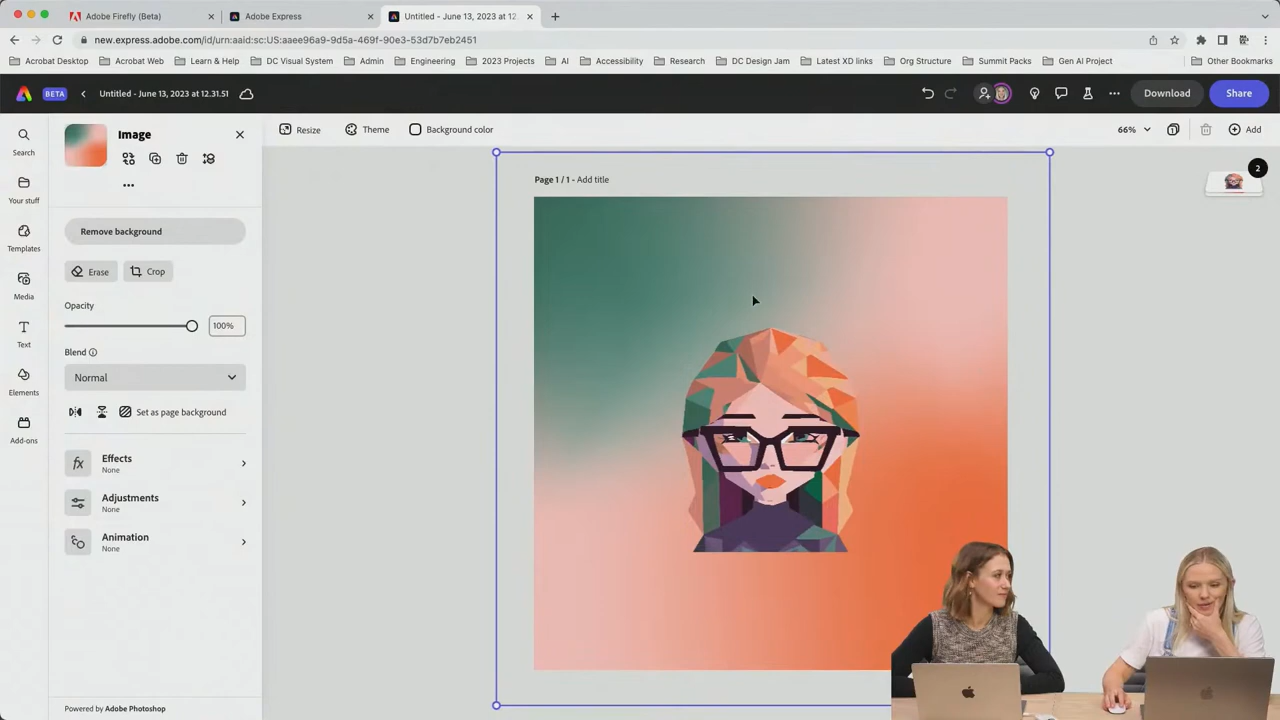 Adobe Firefly (Beta)
Adobe Express
Untitled - June 13, 2023 at 12
new.express.adobe.com/id/urn:aaid:sc:US:aaee96a9-9d5a-469f-90e3-53d7b7eb2451
Acrobat Desktop
Acrobat Web
Learn & Help
DC Visual System
Admin
Engineering
2023 Projects
AI
Accessibility
Research
DC Design Jam
Latest XD links
Org Structure
Summit Packs
Gen AI Project
Other Bookmarks
BETA
Untitled - June 13, 2023 at 12.31.51
Download
Share
Search
Your stuff
Templates
Media
Text
Elements
Add-ons
Image
Resize
Theme
Background color
66%
1
Add
Page 1 / 1 - Add title
2
Remove background
Erase
Crop
Opacity
100%
Blend
Normal
Set as page background
fx
Effects
None
Adjustments
None
Animation
None
Powered by Adobe Photoshop